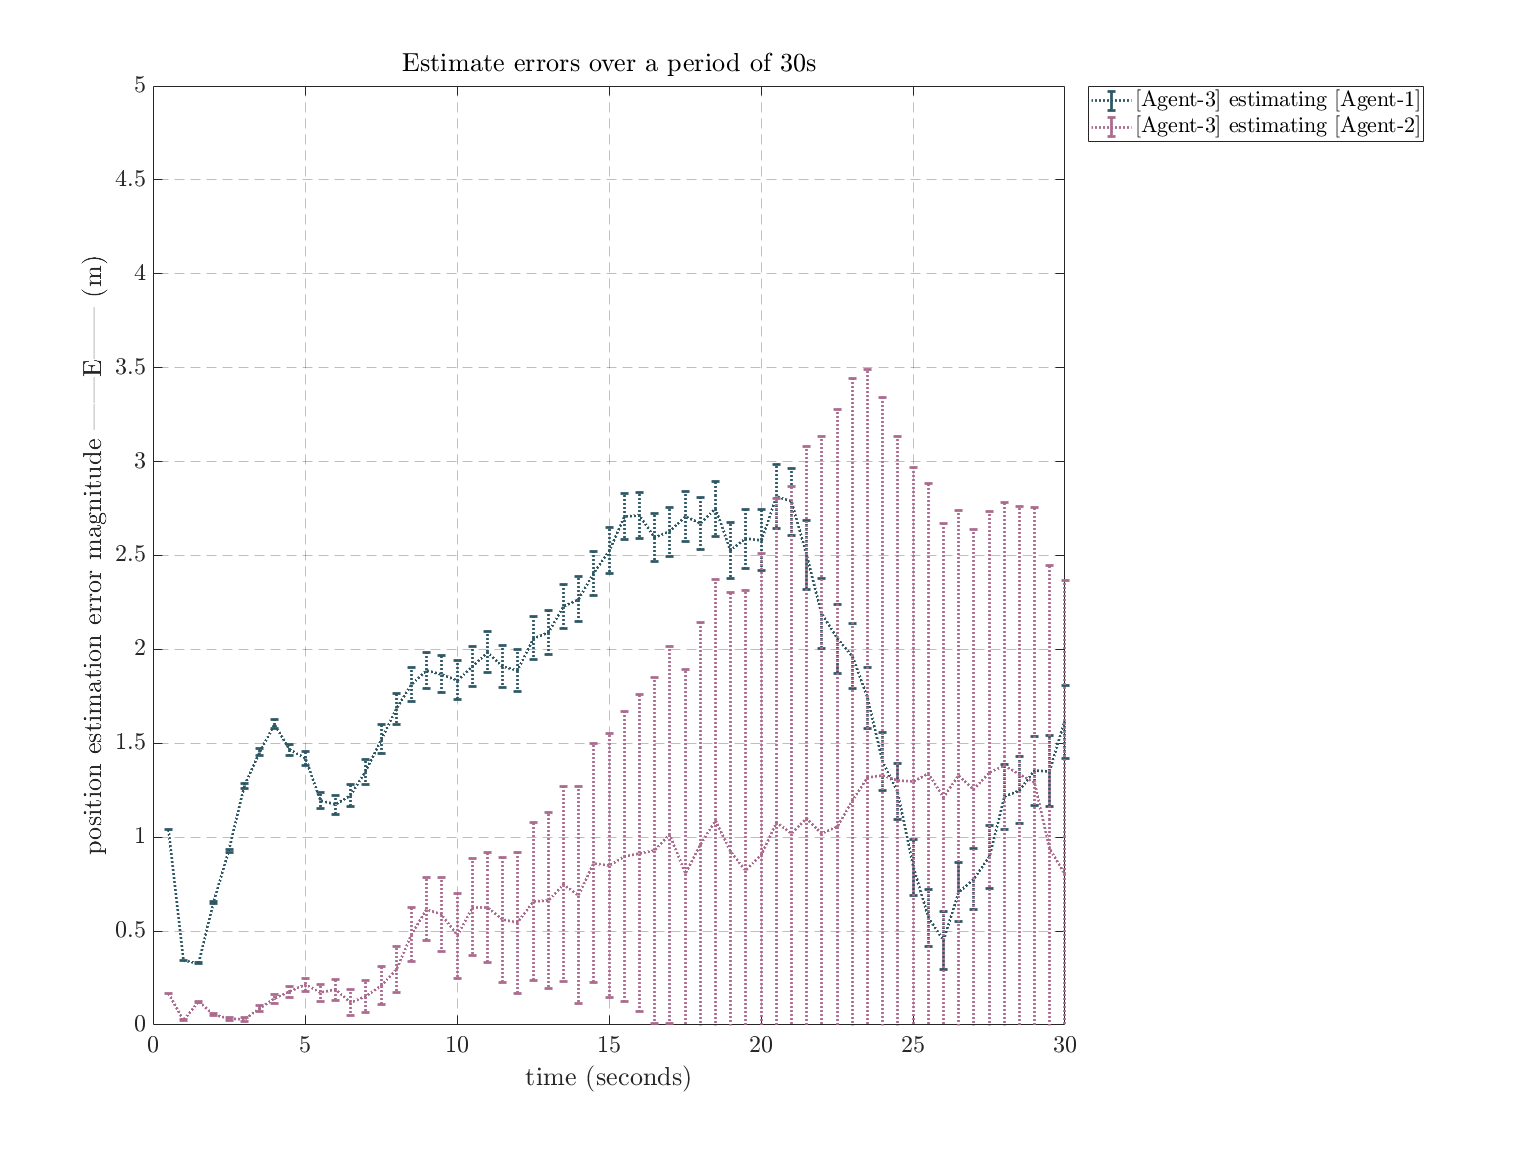 Estimate errors over a period of 30s
[Agent-3] estimating [Agent-1]
[Agent-3] estimating [Agent-2]
5
4.5
4
3.5
3
2.5
2
1.5
1
0.5
0
position estimation error magnitude —E— (m)
0 5 10 15 20 25 30
time (seconds)